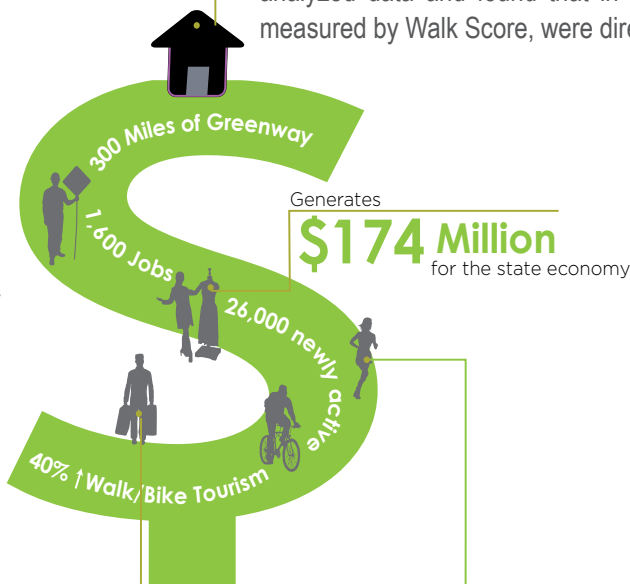 measured by Walk Score, were dire
300 Miles of Greenway
Generates
$174 Million
for the state economy
1,600 Jobs
26,000 newly active
40% ↑Walk/Bike Tourism